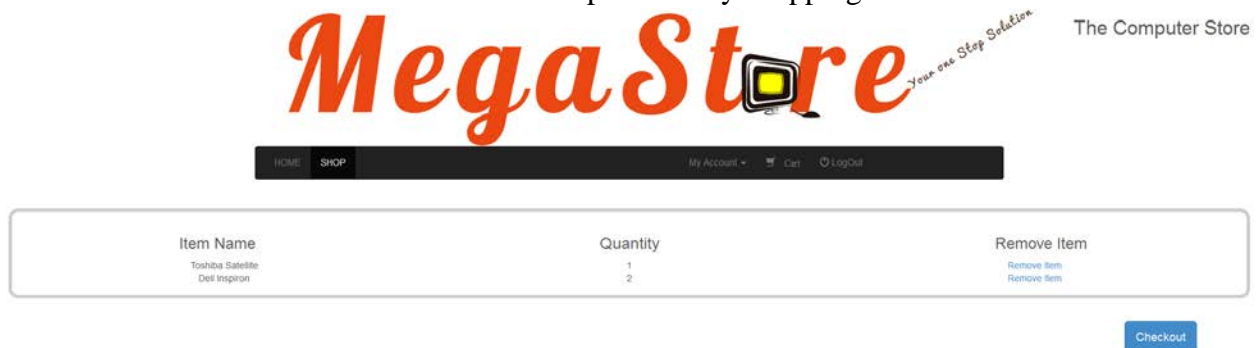 MegaStore
Your one Stop Solution
The Computer Store
HOME SHOP My Account Cart LogOut
Item Name Quantity Remove Item
Toshiba Satellite 1 Remove Item
Dell Inspiron 2 Remove Item
Checkout